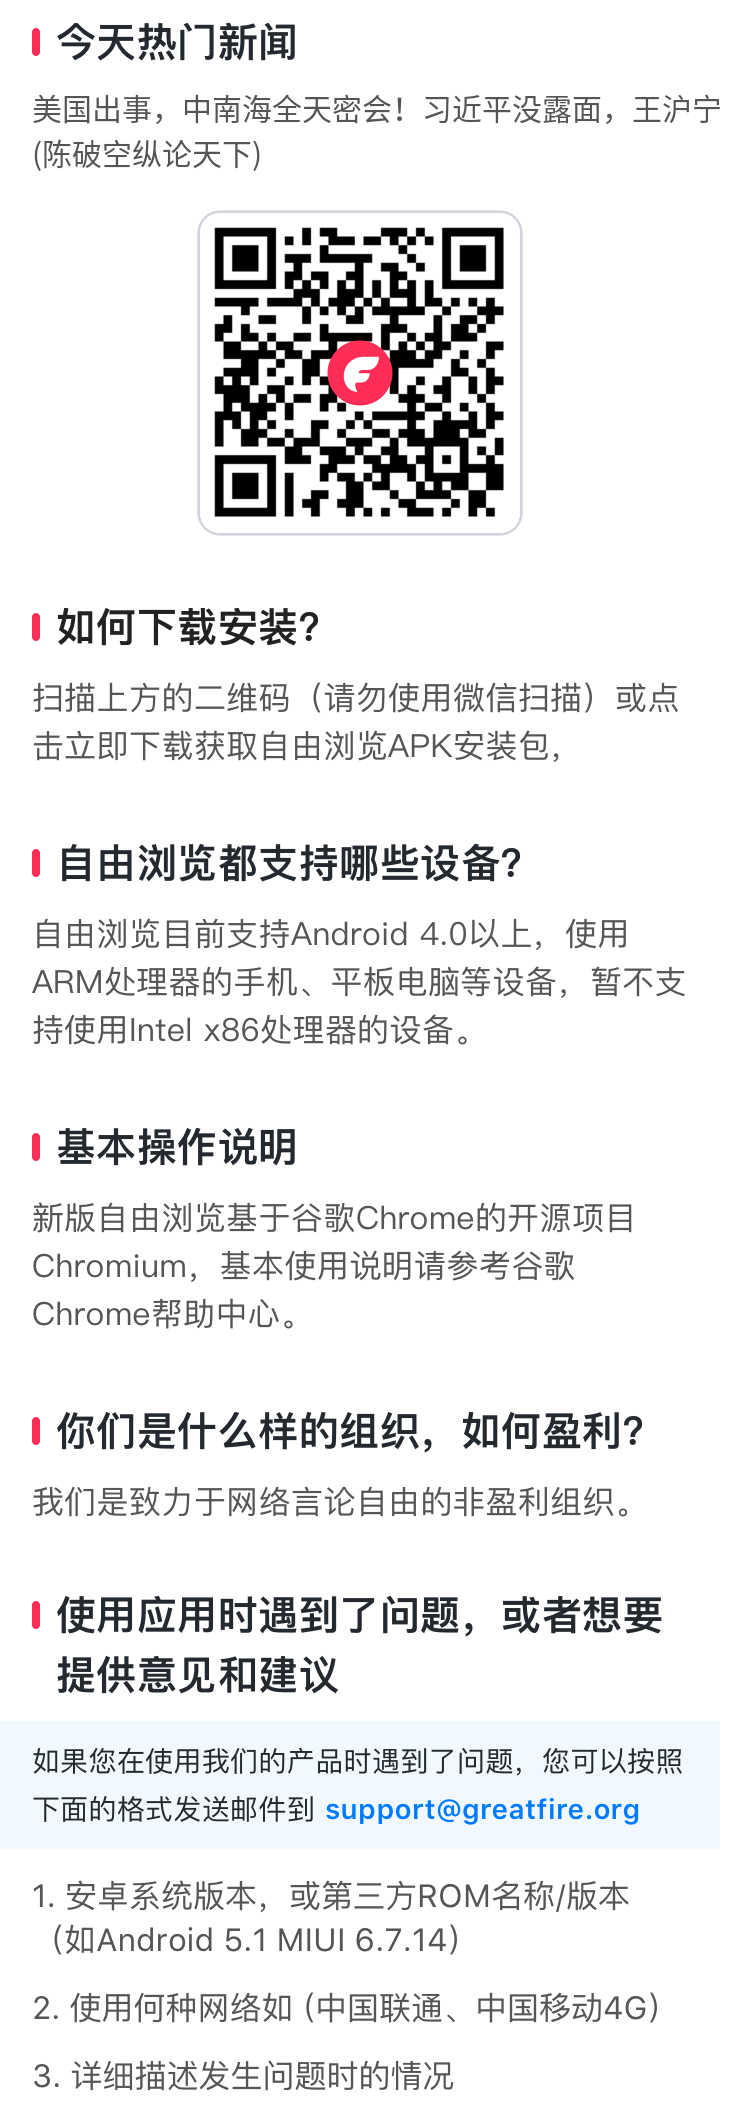 今天热门新闻
美国出事，中南海全天密会！习近平没露面，王沪宁
(陈破空纵论天下)
如何下载安装?
扫描上方的二维码（请勿使用微信扫描）或点
击立即下载获取自由浏览APK安装包，
自由浏览都支持哪些设备?
自由浏览目前支持Android 4.0以上，使用
ARM处理器的手机、平板电脑等设备，暂不支
持使用Intel x86处理器的设备。
基本操作说明
新版自由浏览基于谷歌Chrome的开源项目
Chromium，基本使用说明请参考谷歌
Chrome帮助中心。
你们是什么样的组织，如何盈利?
我们是致力于网络言论自由的非盈利组织。
使用应用时遇到了问题，或者想要
提供意见和建议
如果您在使用我们的产品时遇到了问题，您可以按照
下面的格式发送邮件到 support@greatfire.org
1. 安卓系统版本，或第三方ROM名称/版本
（如Android 5.1 MIUI 6.7.14）
2. 使用何种网络如 (中国联通、中国移动4G）
3. 详细描述发生问题时的情况